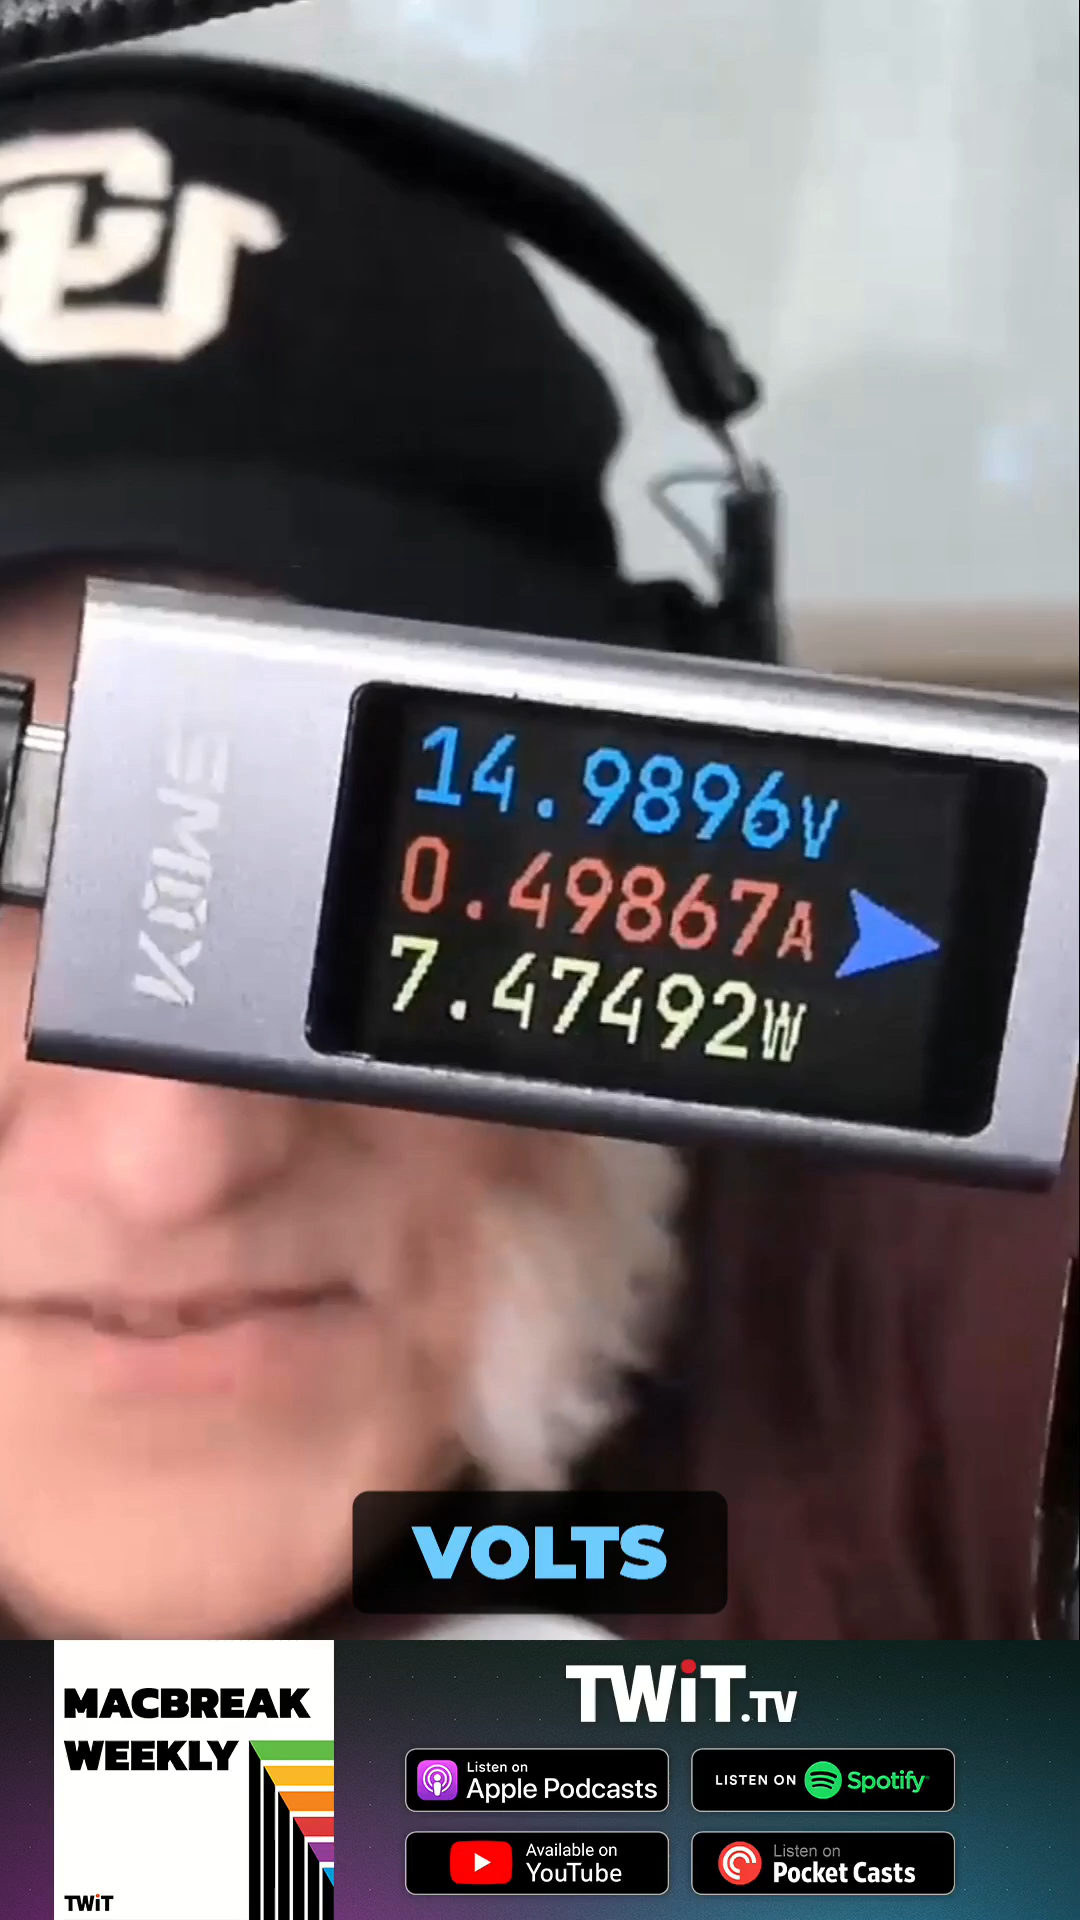 14.9896V
0.49867A
7.47492W
VOLTS
MACBREAK
WEEKLY
TWiT
TWiT.TV
Listen on
Apple Podcasts
LISTEN ON Spotify
Available on
YouTube
Listen on
Pocket Casts